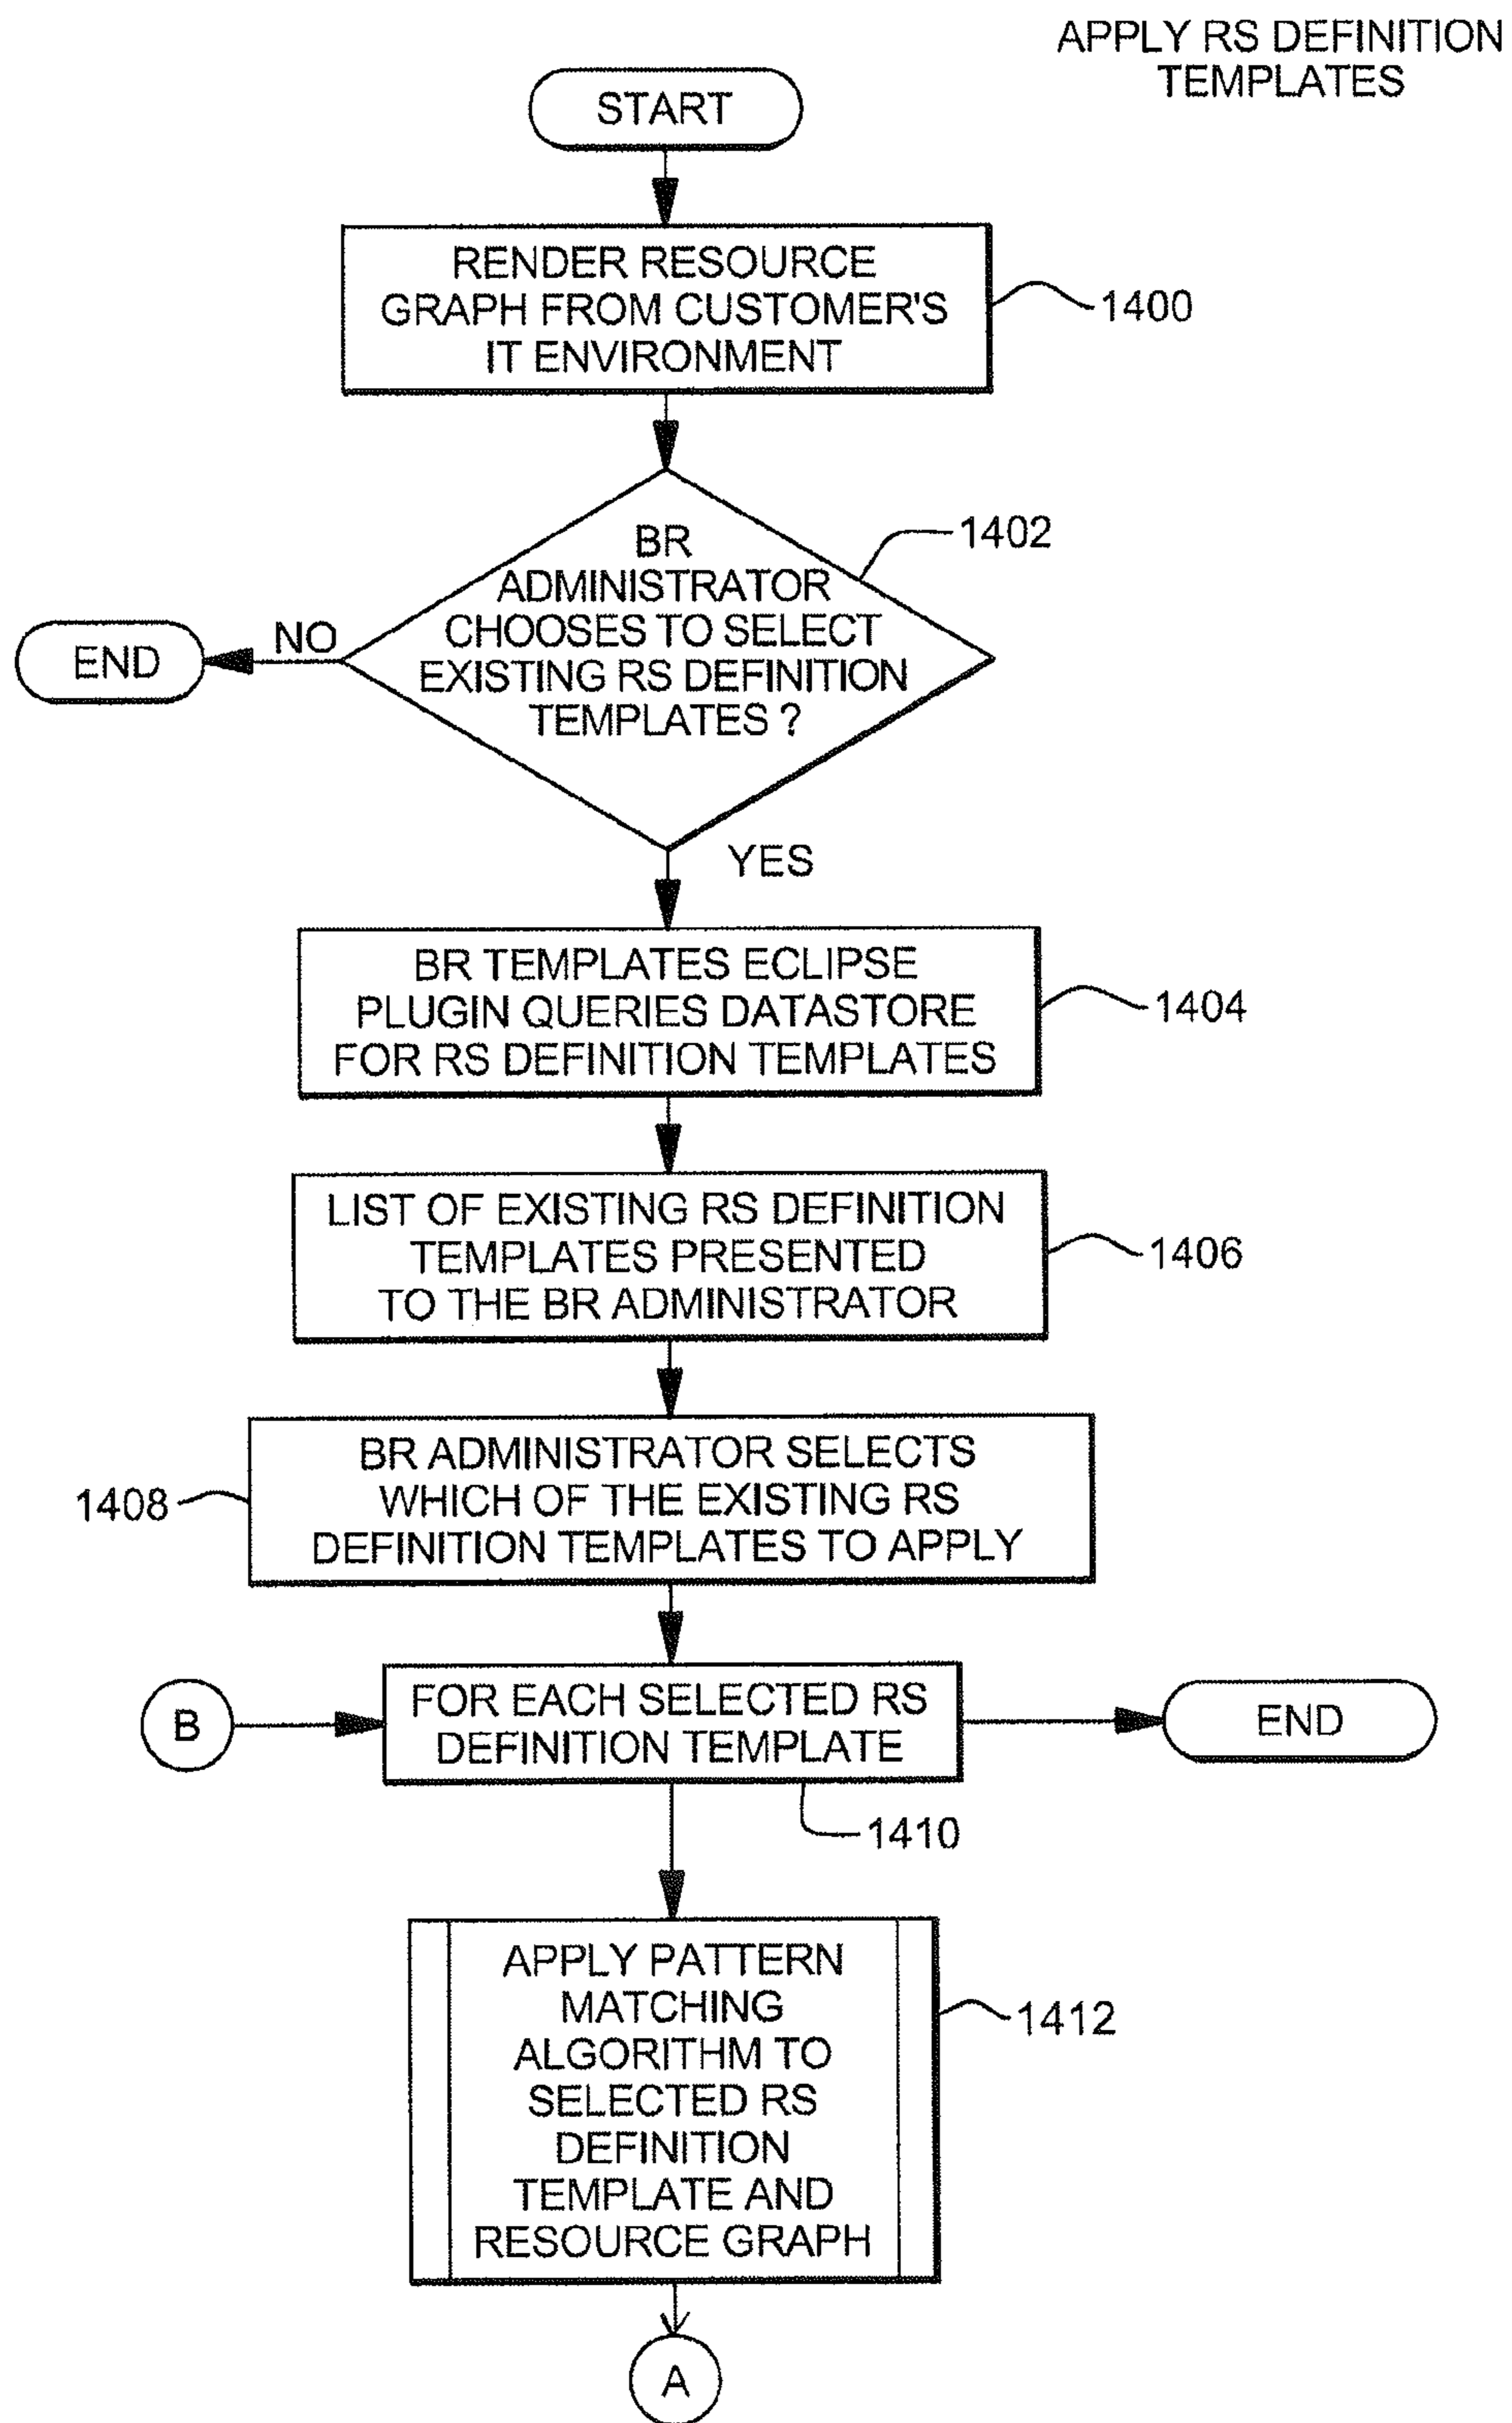 APPLY RS DEFINITION
TEMPLATES
START
RENDER RESOURCE
GRAPH FROM CUSTOMER'S
IT ENVIRONMENT
1400
BR
ADMINISTRATOR
CHOOSES TO SELECT
EXISTING RS DEFINITION
TEMPLATES ?
1402
NO
END
YES
BR TEMPLATES ECLIPSE
PLUGIN QUERIES DATASTORE
FOR RS DEFINITION TEMPLATES
1404
LIST OF EXISTING RS DEFINITION
TEMPLATES PRESENTED
TO THE BR ADMINISTRATOR
1406
BR ADMINISTRATOR SELECTS
WHICH OF THE EXISTING RS
DEFINITION TEMPLATES TO APPLY
1408
B
FOR EACH SELECTED RS
DEFINITION TEMPLATE
END
1410
APPLY PATTERN
MATCHING
ALGORITHM TO
SELECTED RS
DEFINITION
TEMPLATE AND
RESOURCE GRAPH
1412
A